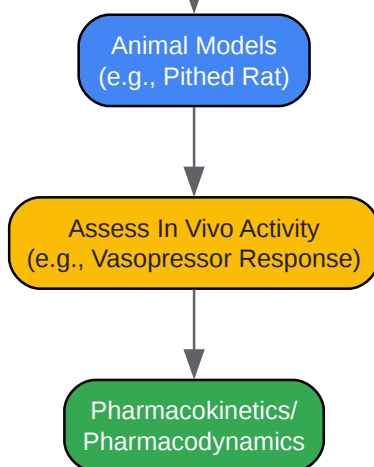 Animal Models
(e.g., Pithed Rat)
Assess In Vivo Activity
(e.g., Vasopressor Response)
Pharmacokinetics/
Pharmacodynamics